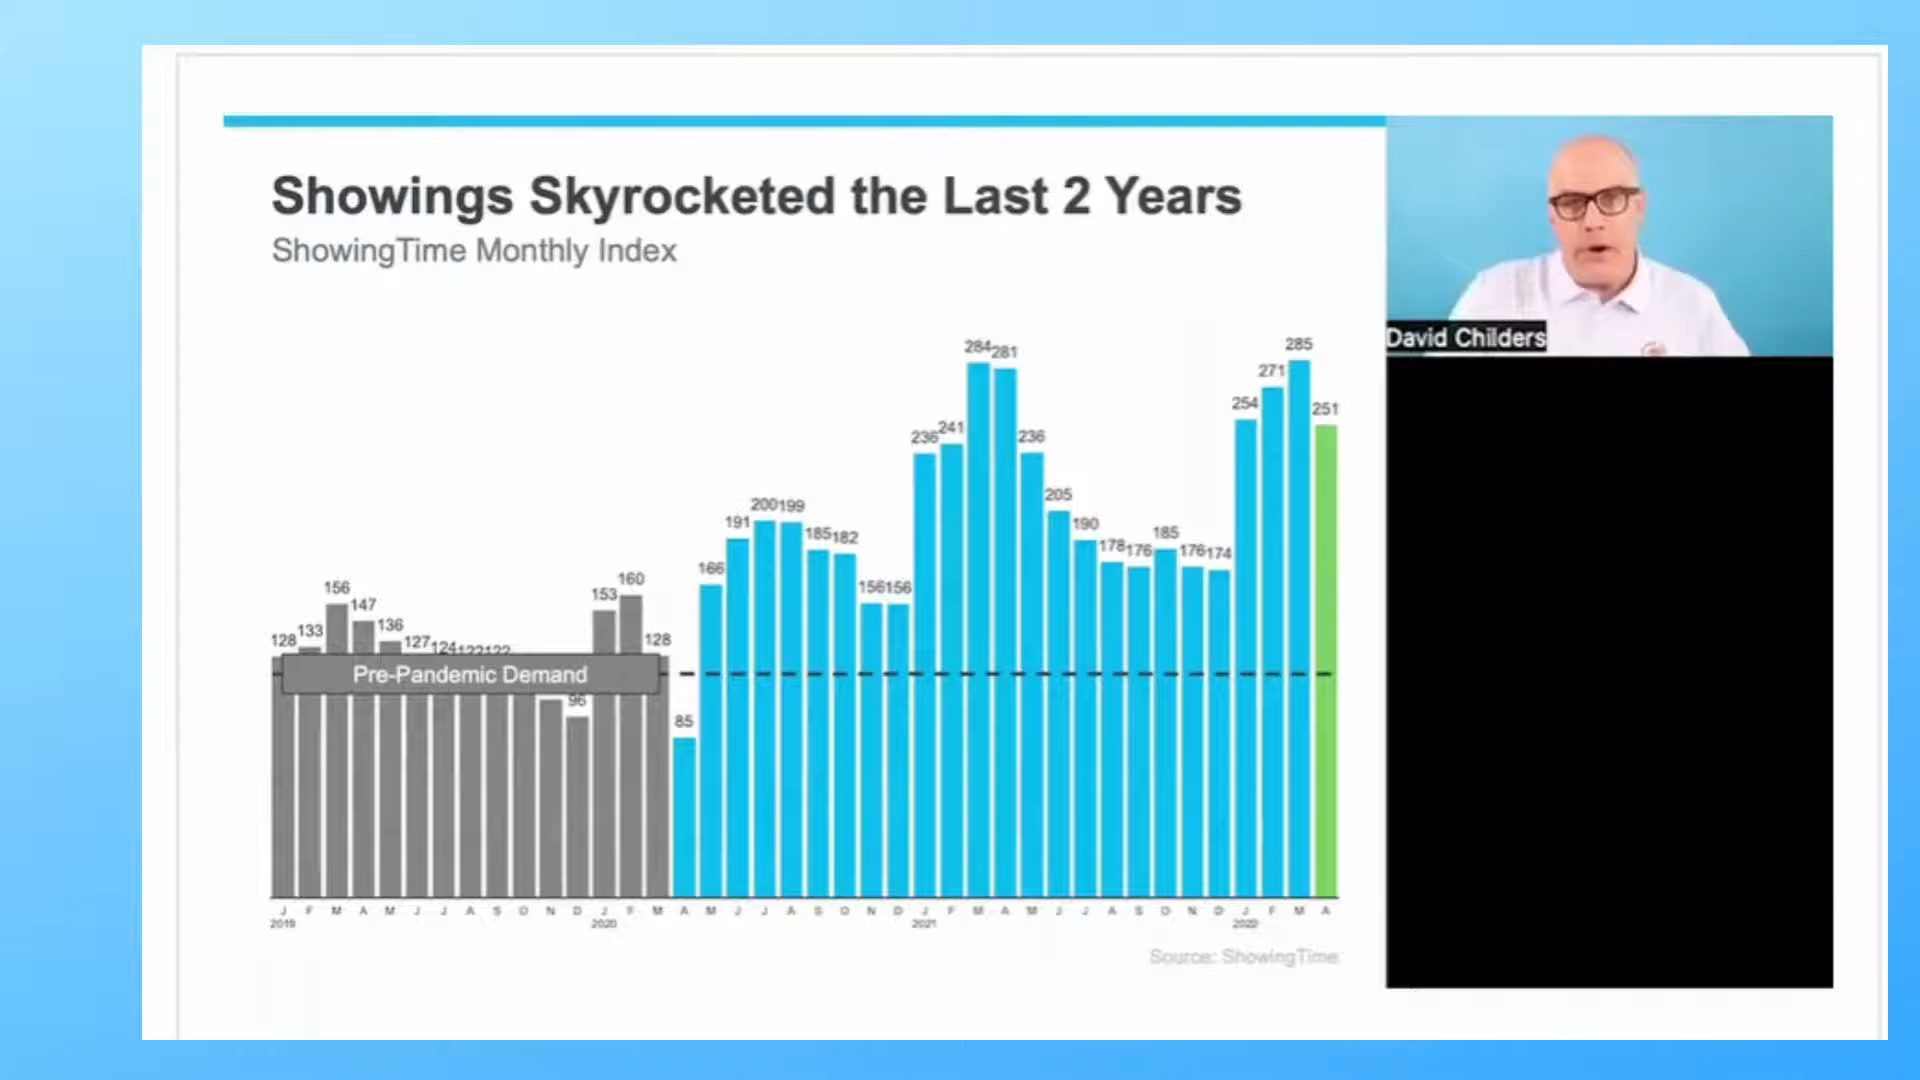 Showings Skyrocketed the Last 2 Years
ShowingTime Monthly Index
David Childers
128 133 156 147 136 127 124 122 122 96 153 160 128 85 166 191 200 199 185 182 156 156 236 241 284 281 236 205 190 178 176 185 176 174 254 271 285 251
Pre-Pandemic Demand
J F M A M J J A S O N D J F M A M J J A S O N D J F M A M J J A S O N D J F M A
2019 2020 2021 2022
Source: ShowingTime